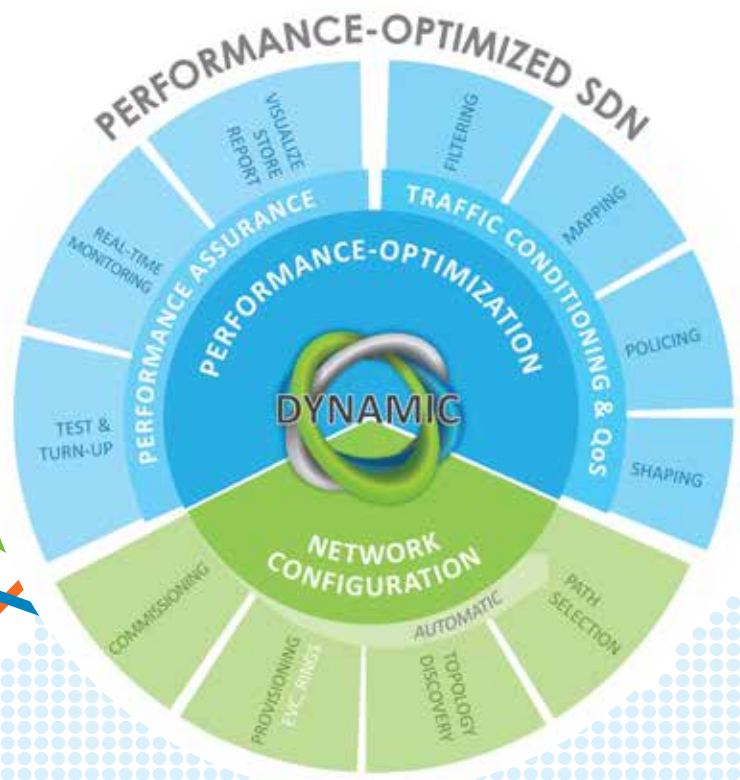 PERFORMANCE-OPTIMIZED SDN
VISUALIZE
STORE
REPORT
FILTERING
REAL-TIME
MONITORING
PERFORMANCE ASSURANCE
TRAFFIC CONDITIONING & QoS
MAPPING
PERFORMANCE-OPTIMIZATION
POLICING
DYNAMIC
TEST &
TURN-UP
SHAPING
NETWORK
CONFIGURATION
COMMISSIONING
AUTOMATIC
PATH
SELECTION
PROVISIONING
EVC, RINGS
TOPOLOGY
DISCOVERY